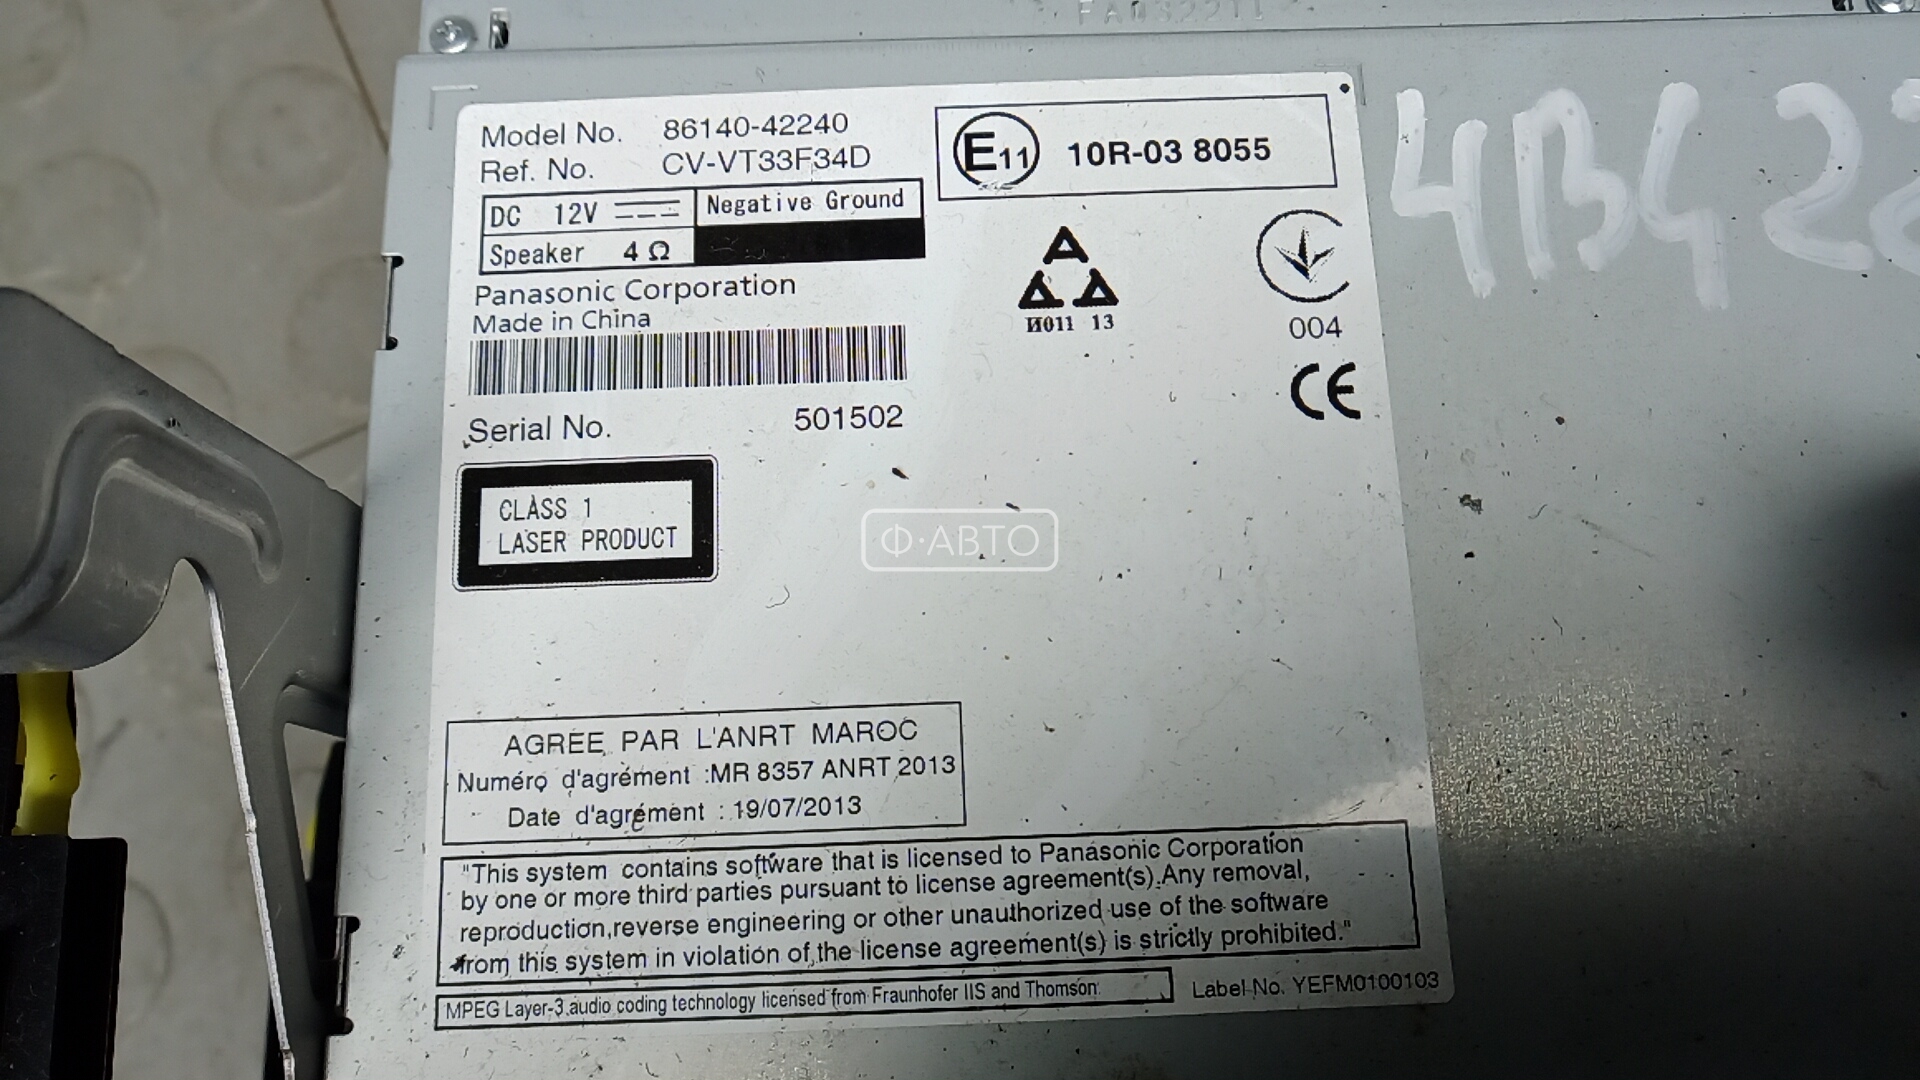 FA03221
Model No. 86140-42240
Ref. No. CV-VT33F34D
DC 12V Negative Ground
Speaker 4 Ω
Panasonic Corporation
Made in China
Serial No. 501502
CLASS 1
LASER PRODUCT
E11 10R-03 8055
И011 13
004
CE
4B422
Ф·АВТО
AGRÉE PAR L'ANRT MAROC
Numéro d'agrément :MR 8357 ANRT 2013
Date d'agrément : 19/07/2013
"This system contains software that is licensed to Panasonic Corporation
by one or more third parties pursuant to license agreement(s).Any removal,
reproduction,reverse engineering or other unauthorized use of the software
from this system in violation of the license agreement(s) is strictly prohibited."
MPEG Layer-3 audio coding technology licensed from Fraunhofer IIS and Thomson.
Label No. YEFM0100103